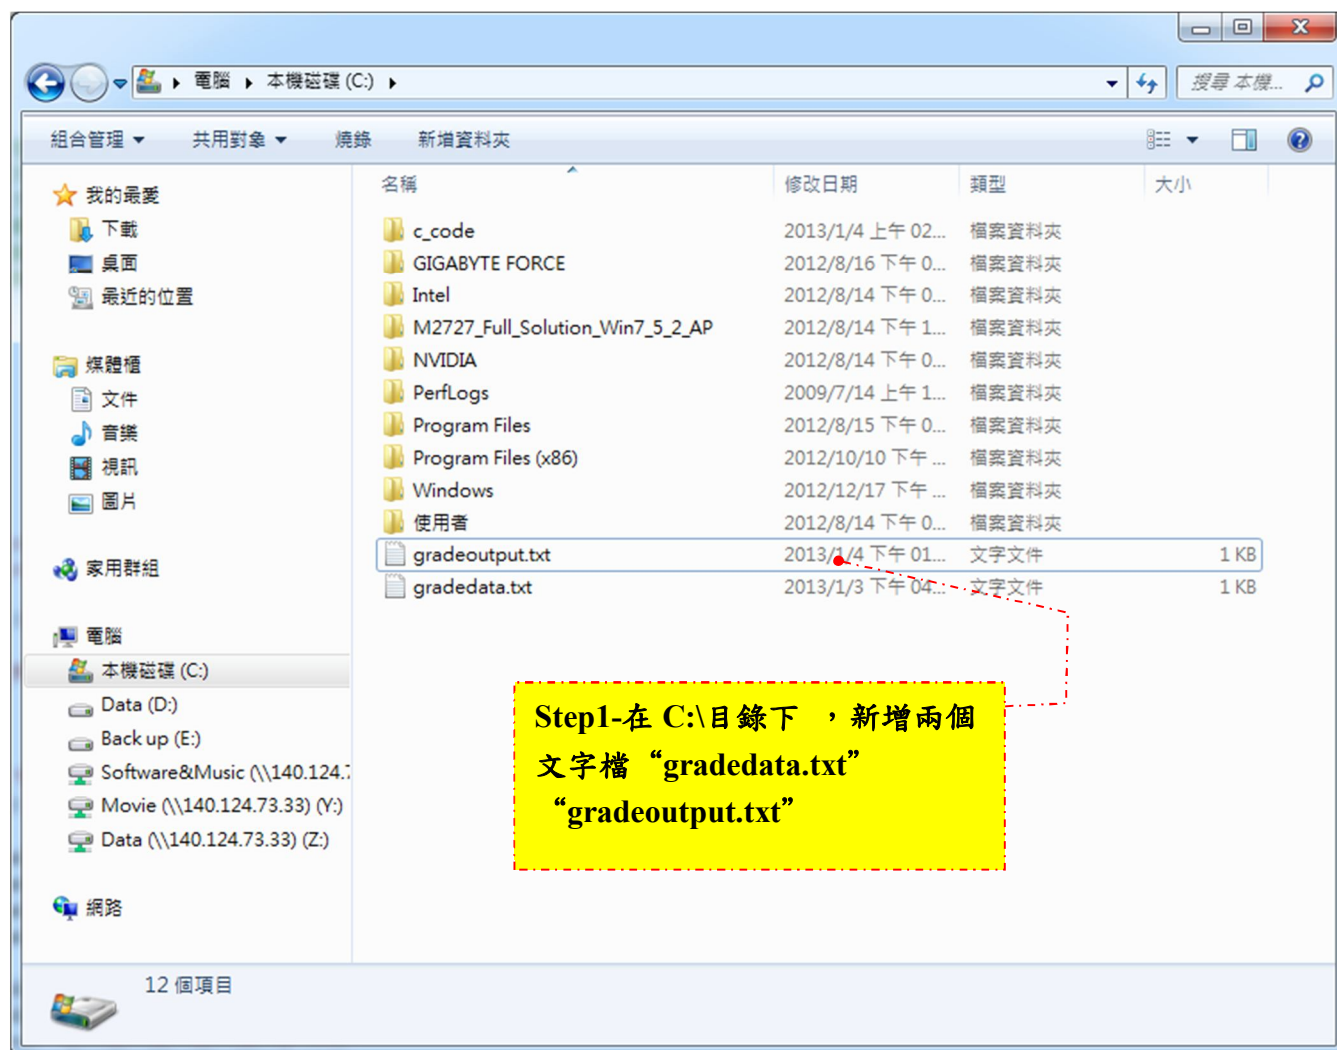 電腦 ▸ 本機磁碟 (C:) ▸
搜尋 本機...
組合管理 共用對象 燒錄 新增資料夾
名稱 修改日期 類型 大小
我的最愛
下載
桌面
最近的位置
媒體櫃
文件
音樂
視訊
圖片
家用群組
電腦
本機磁碟 (C:)
Data (D:)
Back up (E:)
Software&Music (\\140.124.7
Movie (\\140.124.73.33) (Y:)
Data (\\140.124.73.33) (Z:)
網路
c_code 2013/1/4 上午 02... 檔案資料夾
GIGABYTE FORCE 2012/8/16 下午 0... 檔案資料夾
Intel 2012/8/14 下午 0... 檔案資料夾
M2727_Full_Solution_Win7_5_2_AP 2012/8/14 下午 1... 檔案資料夾
NVIDIA 2012/8/14 下午 0... 檔案資料夾
PerfLogs 2009/7/14 上午 1... 檔案資料夾
Program Files 2012/8/15 下午 0... 檔案資料夾
Program Files (x86) 2012/10/10 下午 ... 檔案資料夾
Windows 2012/12/17 下午 ... 檔案資料夾
使用者 2012/8/14 下午 0... 檔案資料夾
gradeoutput.txt 2013/1/4 下午 01... 文字文件 1 KB
gradedata.txt 2013/1/3 下午 04... 文字文件 1 KB
Step1-在 C:\目錄下 ，新增兩個
文字檔“gradedata.txt”
“gradeoutput.txt”
12 個項目